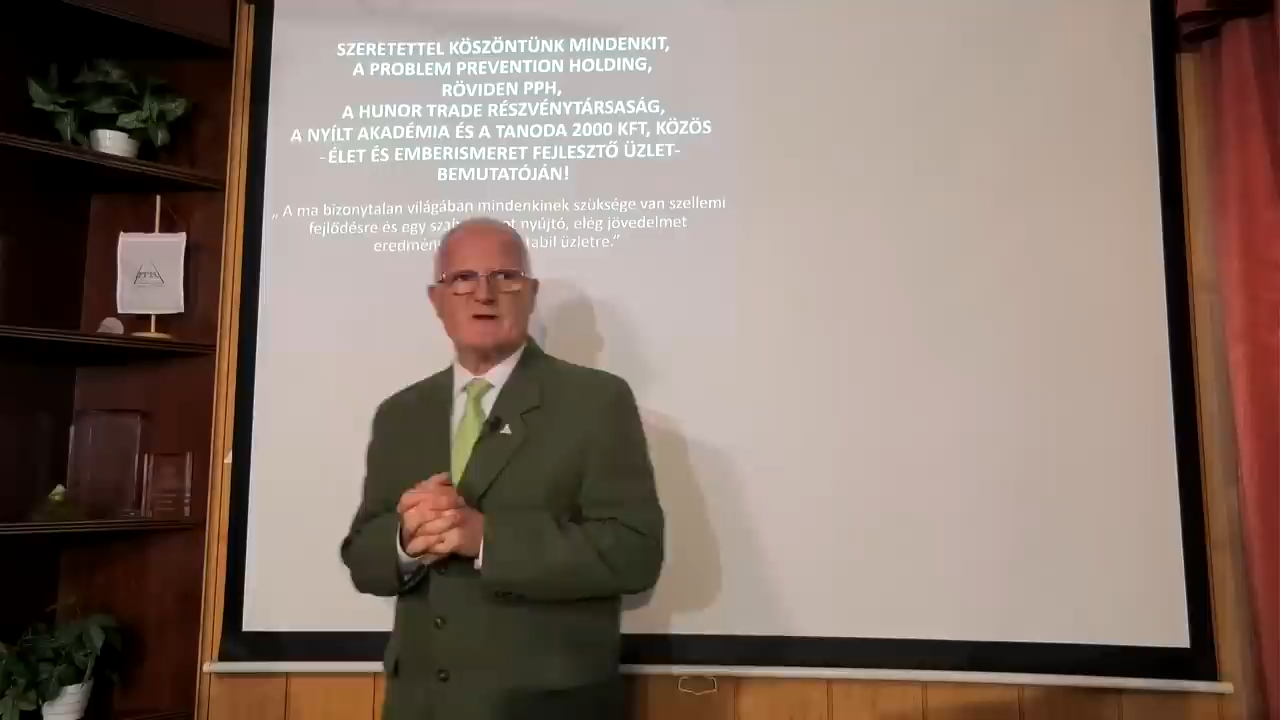 SZERETETTEL KÖSZÖNTÜNK MINDENKIT,
A PROBLEM PREVENTION HOLDING,
RÖVIDEN PPH,
A HUNOR TRADE RÉSZVÉNYTÁRSASÁG,
A NYÍLT AKADÉMIA ÉS A TANODA 2000 KFT, KÖZÖS
-ÉLET ÉS EMBERISMERET FEJLESZTŐ ÜZLET-
BEMUTATÓJÁN!
„ A ma bizonytalan világában mindenkinek szüksége van szellemi
fejlődésre és egy nyújtó, elég jövedelmet
üzletre.”